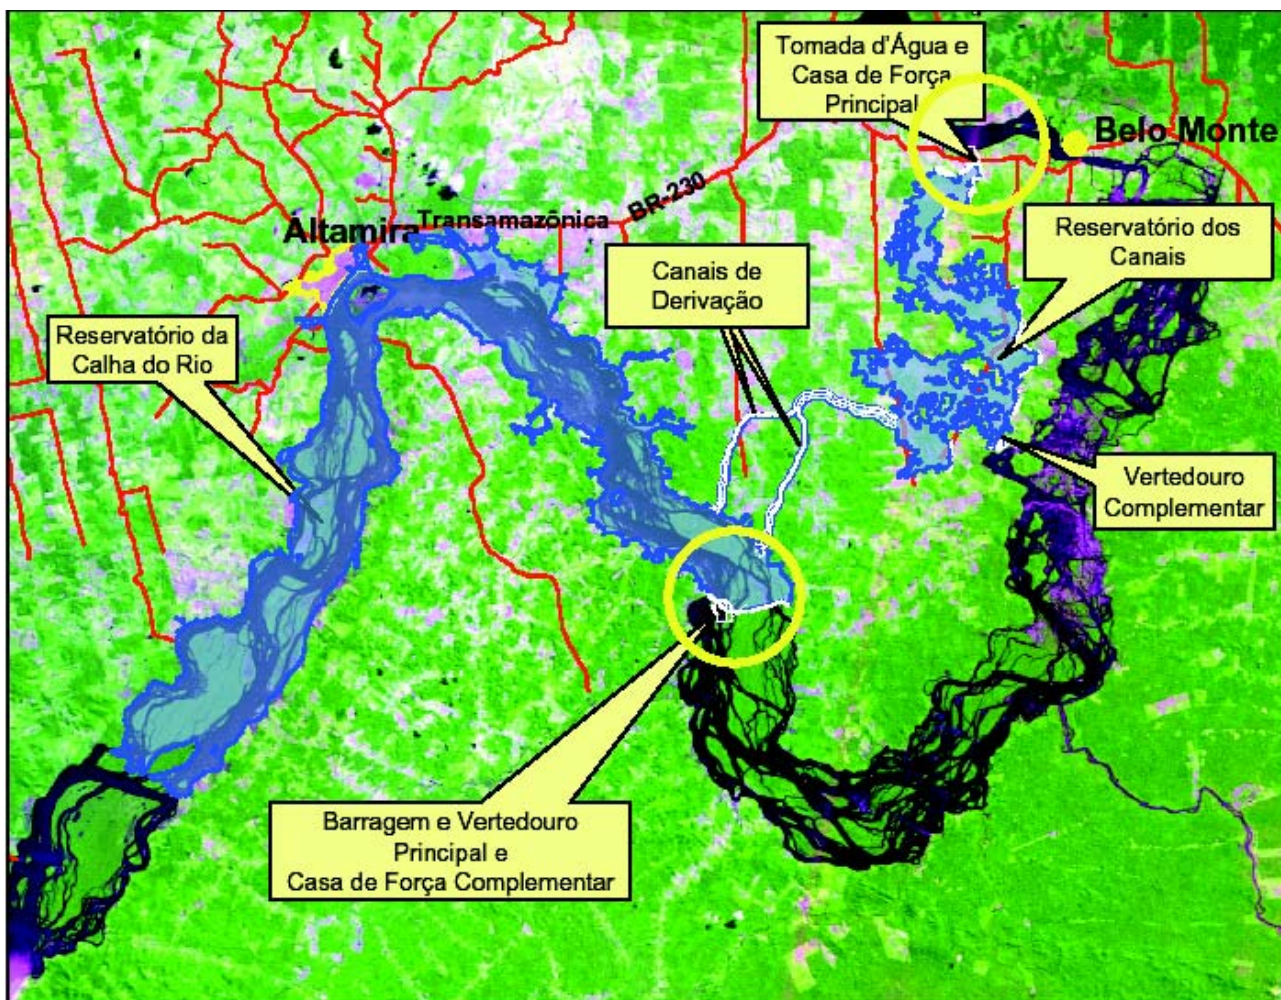 Tomada d'Água e
Casa de Força
Principal
Belo Monte
BR-230
Transamazônica
Altamira
Reservatório dos
Canais
Canais de
Derivação
Reservatório da
Calha do Rio
Vertedouro
Complementar
Barragem e Vertedouro
Principal e
Casa de Força Complementar